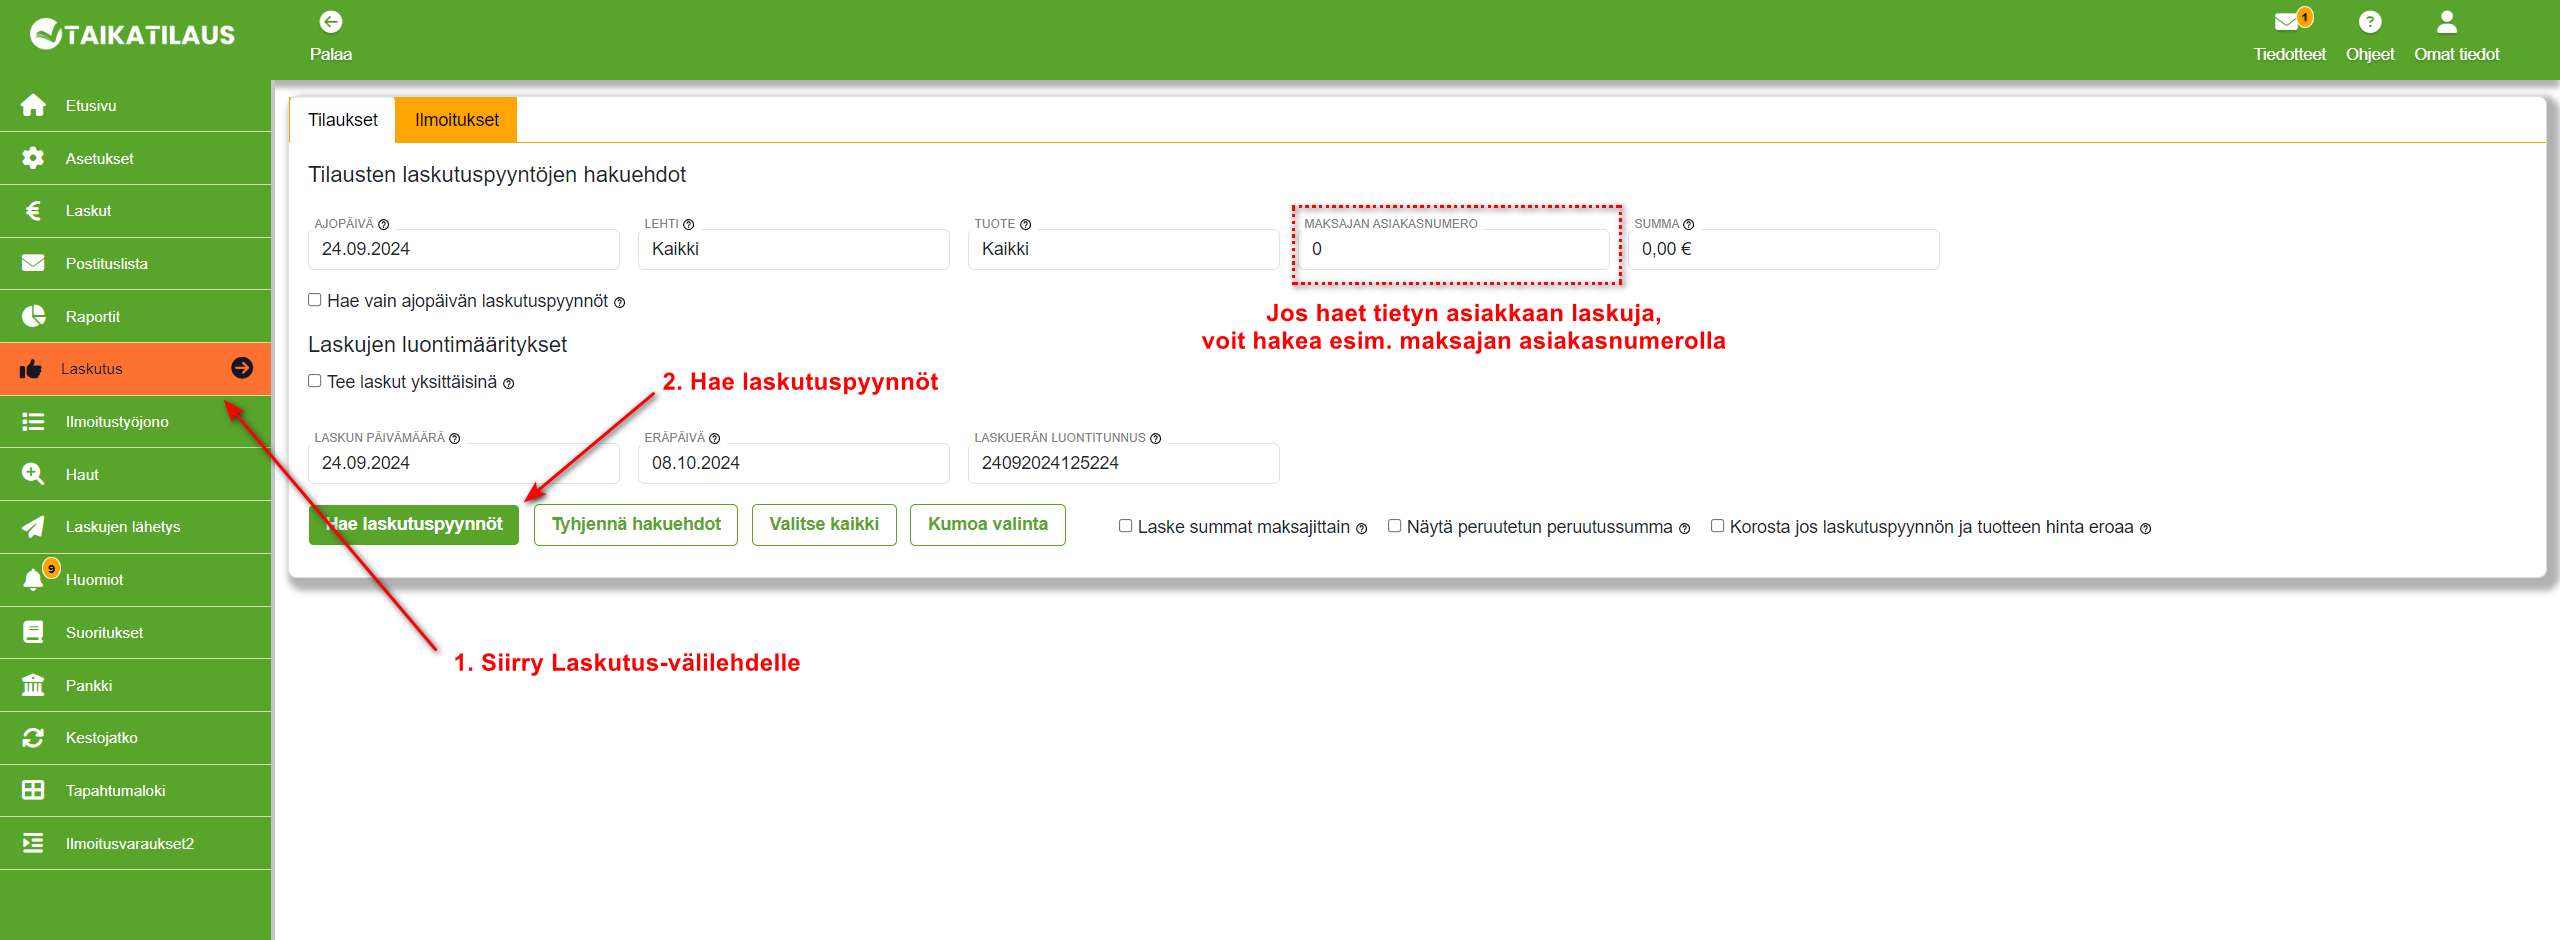 TAIKATILAUS
Palaa
1
Tiedotteet
Ohjeet
Omat tiedot
Etusivu
Asetukset
Laskut
Postituslista
Raportit
Laskutus
Ilmoitustyöjono
Haut
Laskujen lähetys
9
Huomiot
Suoritukset
Pankki
Kestojatko
Tapahtumaloki
Ilmoitusvaraukset2
Tilaukset
Ilmoitukset
Tilausten laskutuspyyntöjen hakuehdot
AJOPÄIVÄ
24.09.2024
LEHTI
Kaikki
TUOTE
Kaikki
MAKSAJAN ASIAKASNUMERO
0
SUMMA
0,00 €
Hae vain ajopäivän laskutuspyynnöt
Jos haet tietyn asiakkaan laskuja,
voit hakea esim. maksajan asiakasnumerolla
Laskujen luontimääritykset
Tee laskut yksittäisinä
2. Hae laskutuspyynnöt
LASKUN PÄIVÄMÄÄRÄ
24.09.2024
ERÄPÄIVÄ
08.10.2024
LASKUERÄN LUONTITUNNUS
24092024125224
Hae laskutuspyynnöt
Tyhjennä hakuehdot
Valitse kaikki
Kumoa valinta
Laske summat maksajittain
Näytä peruutetun peruutussumma
Korosta jos laskutuspyynnön ja tuotteen hinta eroaa
1. Siirry Laskutus-välilehdelle